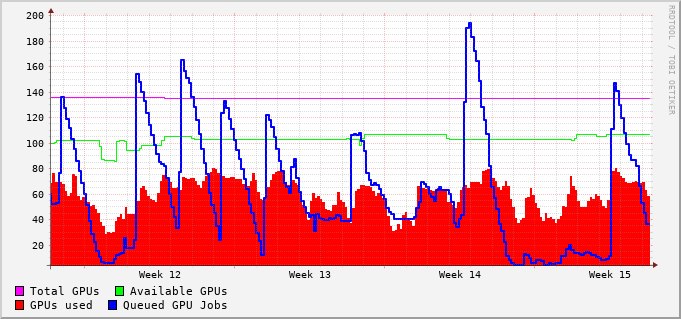 200
180
160
140
120
100
80
60
40
20
Week 12 Week 13 Week 14 Week 15
Total GPUs Available GPUs
GPUs used Queued GPU Jobs
RRDTOOL / TOBI OETIKER